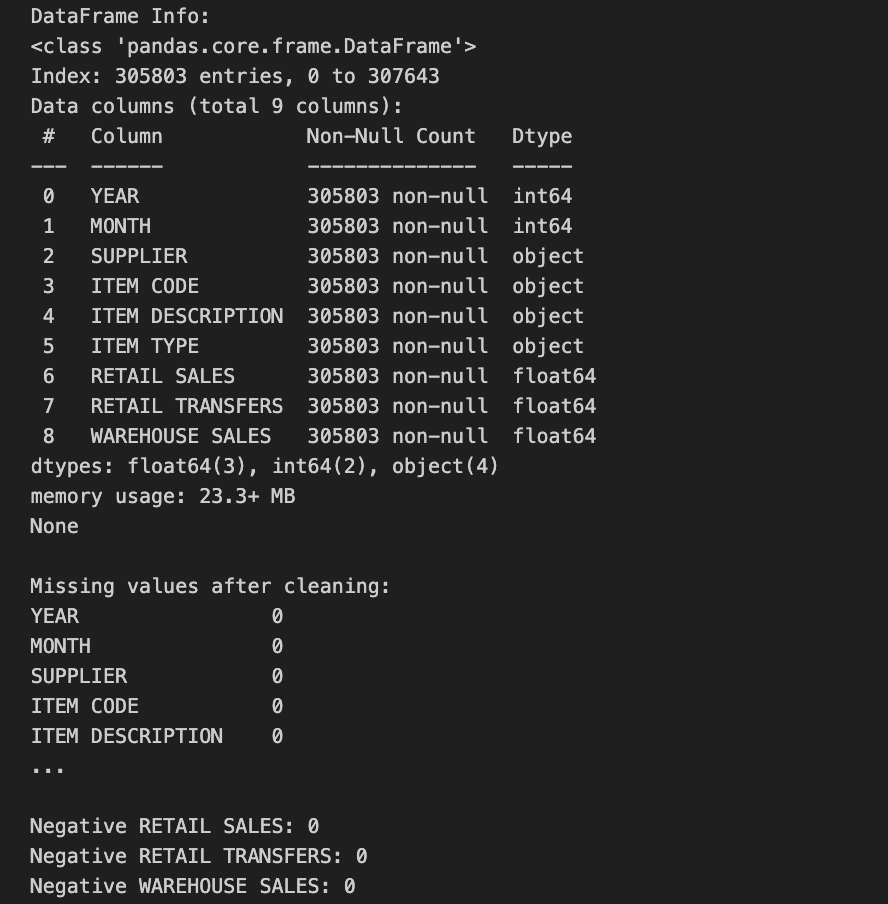 DataFrame Info:
<class 'pandas.core.frame.DataFrame'>
Index: 305803 entries, 0 to 307643
Data columns (total 9 columns):
 #   Column            Non-Null Count   Dtype
---  ------            --------------   -----
 0   YEAR              305803 non-null  int64
 1   MONTH             305803 non-null  int64
 2   SUPPLIER          305803 non-null  object
 3   ITEM CODE         305803 non-null  object
 4   ITEM DESCRIPTION  305803 non-null  object
 5   ITEM TYPE         305803 non-null  object
 6   RETAIL SALES      305803 non-null  float64
 7   RETAIL TRANSFERS  305803 non-null  float64
 8   WAREHOUSE SALES   305803 non-null  float64
dtypes: float64(3), int64(2), object(4)
memory usage: 23.3+ MB
None

Missing values after cleaning:
YEAR                0
MONTH               0
SUPPLIER            0
ITEM CODE           0
ITEM DESCRIPTION    0
...

Negative RETAIL SALES: 0
Negative RETAIL TRANSFERS: 0
Negative WAREHOUSE SALES: 0